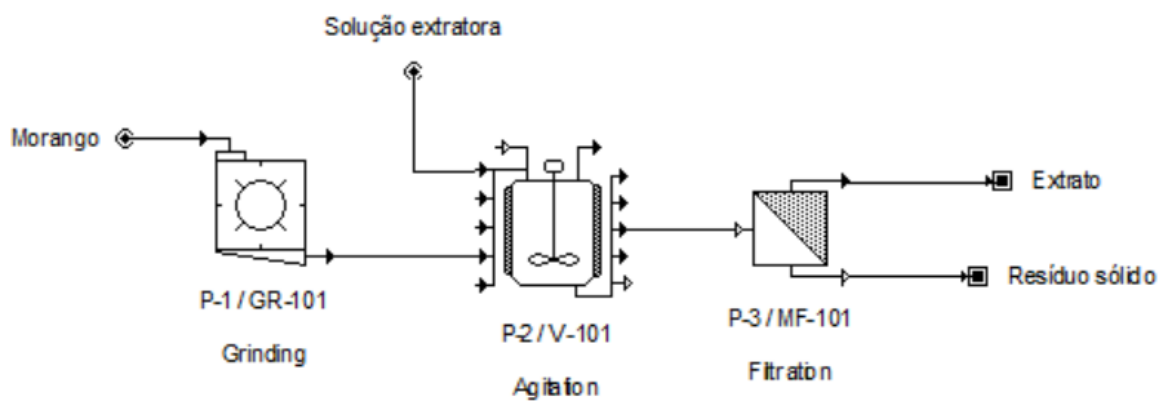 Solução extratora
Morango
P-1 / GR-101
Grinding
P-2 / V-101
Agitation
P-3 / MF-101
Filtration
Extrato
Resíduo sólido